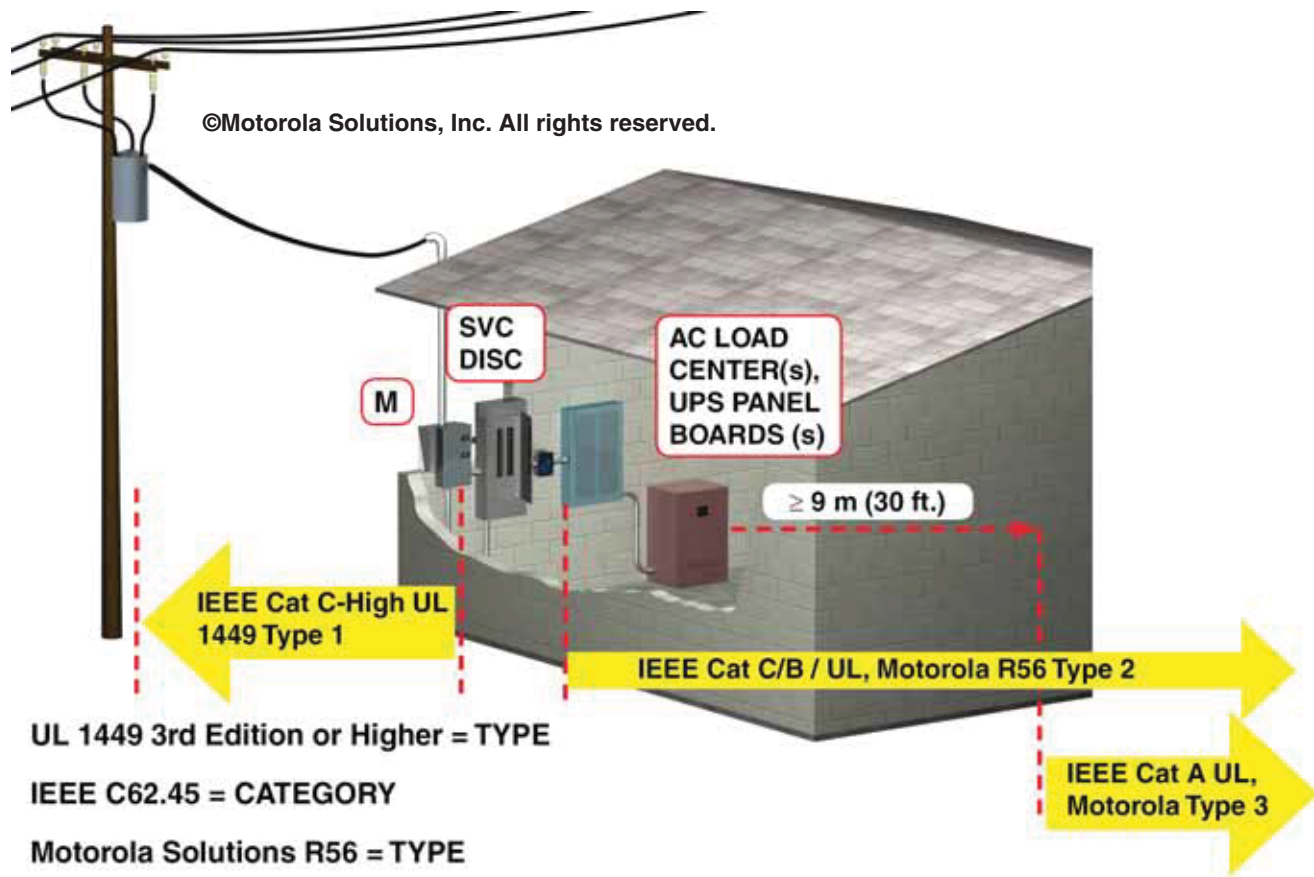 ©Motorola Solutions, Inc. All rights reserved.
SVC
DISC
AC LOAD
CENTER(s),
UPS PANEL
BOARDS (s)
M
≥ 9 m (30 ft.)
IEEE Cat C-High UL
1449 Type 1
IEEE Cat C/B / UL, Motorola R56 Type 2
IEEE Cat A UL,
Motorola Type 3
UL 1449 3rd Edition or Higher = TYPE
IEEE C62.45 = CATEGORY
Motorola Solutions R56 = TYPE